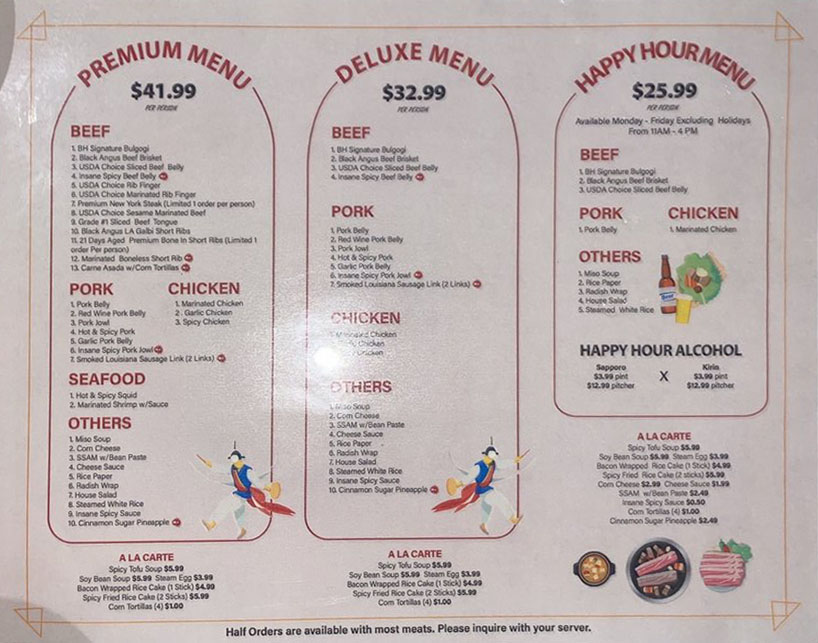 PREMIUM MENU
$41.99
PER PERSON
BEEF
1. BH Signature Bulgogi
2. Black Angus Beef Brisket
3. USDA Choice Sliced Beef Belly
4. Insane Spicy Beef Belly
5. USDA Choice Rib Finger
6. USDA Choice Marinated Rib Finger
7. Premium New York Steak (Limited 1 order per person)
8. USDA Choice Sesame Marinated Beef
9. Grade #1 Sliced Beef Tongue
10. Black Angus LA Galbi Short Ribs
11. 21 Days Aged Premium Bone In Short Ribs (Limited 1
order Per person)
12. Marinated Boneless Short Rib
13. Carne Asada w/Corn Tortillas
PORK
1. Pork Belly
2. Red Wine Pork Belly
3. Pork Jowl
4. Hot & Spicy Pork
5. Garlic Pork Belly
6. Insane Spicy Pork Jowl
7. Smoked Louisiana Sausage Link (2 Links)
CHICKEN
1. Marinated Chicken
2. Garlic Chicken
3. Spicy Chicken
SEAFOOD
1. Hot & Spicy Squid
2. Marinated Shrimp w/Sauce
OTHERS
1. Miso Soup
2. Corn Cheese
3. SSAM w/Bean Paste
4. Cheese Sauce
5. Rice Paper
6. Radish Wrap
7. House Salad
8. Steamed White Rice
9. Insane Spicy Sauce
10. Cinnamon Sugar Pineapple
A LA CARTE
Spicy Tofu Soup $5.99
Soy Bean Soup $5.99 Steam Egg $3.99
Bacon Wrapped Rice Cake (1 Stick) $4.99
Spicy Fried Rice Cake (2 Sticks) $5.99
Corn Tortillas (4) $1.00
DELUXE MENU
$32.99
PER PERSON
BEEF
1. BH Signature Bulgogi
2. Black Angus Beef Brisket
3. USDA Choice Sliced Beef Belly
4. Insane Spicy Beef Belly
PORK
1. Pork Belly
2. Red Wine Pork Belly
3. Pork Jowl
4. Hot & Spicy Pork
5. Garlic Pork Belly
6. Insane Spicy Pork Jowl
7. Smoked Louisiana Sausage Link (2 Links)
CHICKEN
Marinated Chicken
Chicken
Chicken
OTHERS
1. Miso Soup
2. Corn Cheese
3. SSAM w/Bean Paste
4. Cheese Sauce
5. Rice Paper
6. Radish Wrap
7. House Salad
8. Steamed White Rice
9. Insane Spicy Sauce
10. Cinnamon Sugar Pineapple
A LA CARTE
Spicy Tofu Soup $5.99
Soy Bean Soup $5.99 Steam Egg $3.99
Bacon Wrapped Rice Cake (1 Stick) $4.99
Spicy Fried Rice Cake (2 Sticks) $5.99
Corn Tortillas (4) $1.00
HAPPY HOUR MENU
$25.99
PER PERSON
Available Monday - Friday Excluding Holidays
From 11AM - 4 PM
BEEF
1. BH Signature Bulgogi
2. Black Angus Beef Brisket
3. USDA Choice Sliced Beef Belly
PORK
1. Pork Belly
CHICKEN
1. Marinated Chicken
OTHERS
1. Miso Soup
2. Rice Paper
3. Radish Wrap
4. House Salad
5. Steamed White Rice
HAPPY HOUR ALCOHOL
Sapporo
$3.99 pint
$12.99 pitcher
X
Kirin
$3.99 pint
$12.99 pitcher
A LA CARTE
Spicy Tofu Soup $5.99
Soy Bean Soup $5.99 Steam Egg $3.99
Bacon Wrapped Rice Cake (1 Stick) $4.99
Spicy Fried Rice Cake (2 sticks) $5.99
Corn Cheese $2.99 Cheese Sauce $1.99
SSAM w/Bean Paste $2.49
Insane Spicy Sauce $0.50
Corn Tortillas (4) $1.00
Cinnamon Sugar Pineapple $2.49
Half Orders are available with most meats. Please inquire with your server.